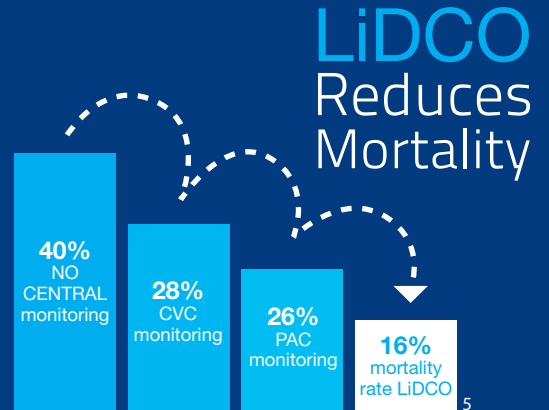 LiDCO
Reduces
Mortality
40%
NO
CENTRAL
monitoring
28%
CVC
monitoring
26%
PAC
monitoring
16%
mortality
rate LiDCO
5